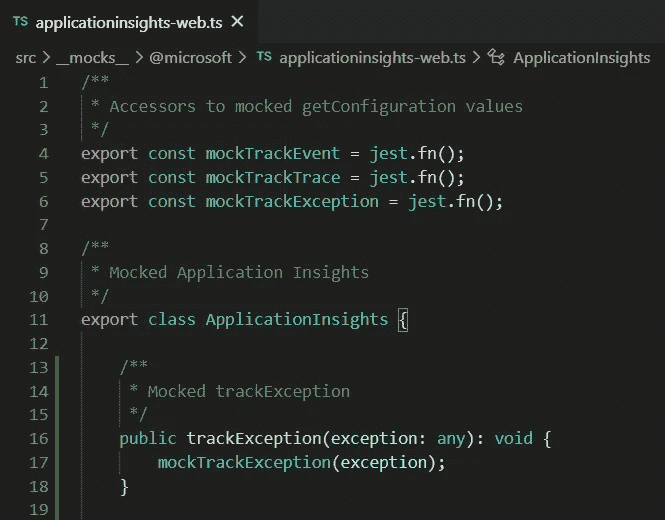 TS applicationinsights-web.ts ✕
src > __mocks__ > @microsoft > TS applicationinsights-web.ts > ApplicationInsights
1 /**
2  * Accessors to mocked getConfiguration values
3  */
4 export const mockTrackEvent = jest.fn();
5 export const mockTrackTrace = jest.fn();
6 export const mockTrackException = jest.fn();
7
8 /**
9  * Mocked Application Insights
10  */
11 export class ApplicationInsights {
12
13     /**
14      * Mocked trackException
15      */
16     public trackException(exception: any): void {
17         mockTrackException(exception);
18     }
19